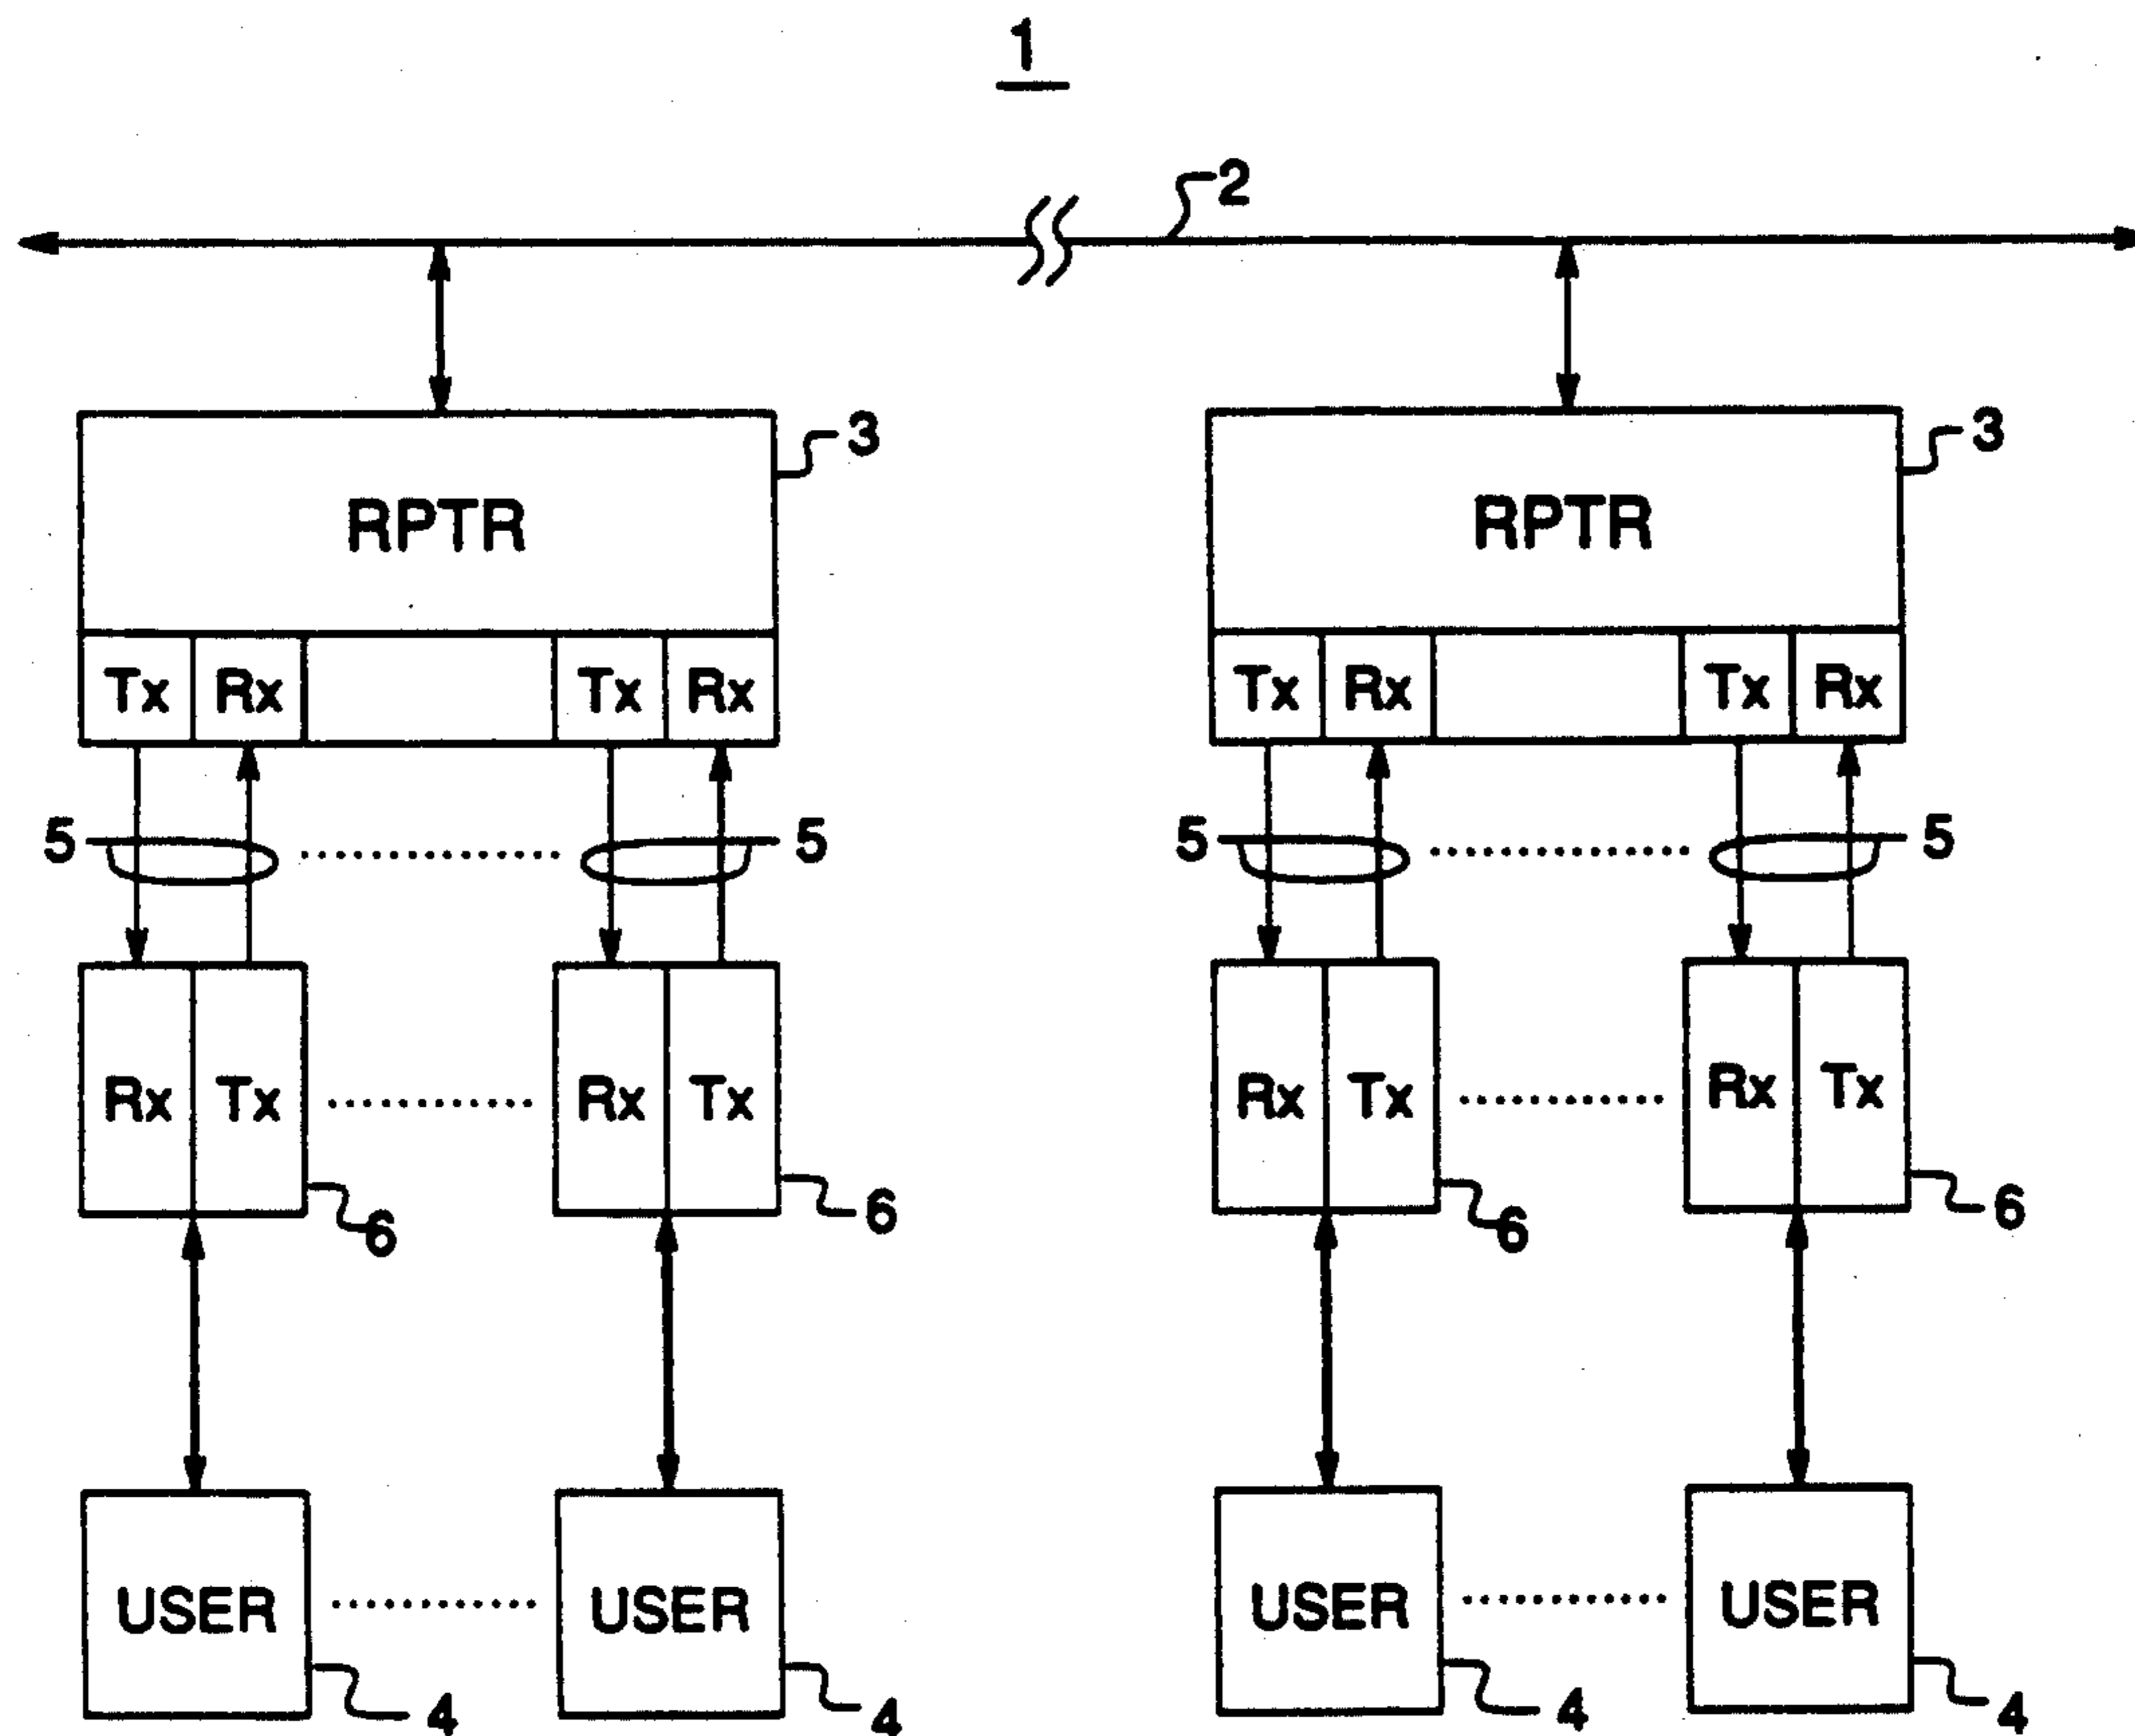 1
2
3 3
RPTR RPTR
Tx Rx Tx Rx Tx Rx Tx Rx
5 5 5 5
Rx Tx Rx Tx Rx Tx Rx Tx
6 6 6 6
USER USER USER USER
4 4 4 4